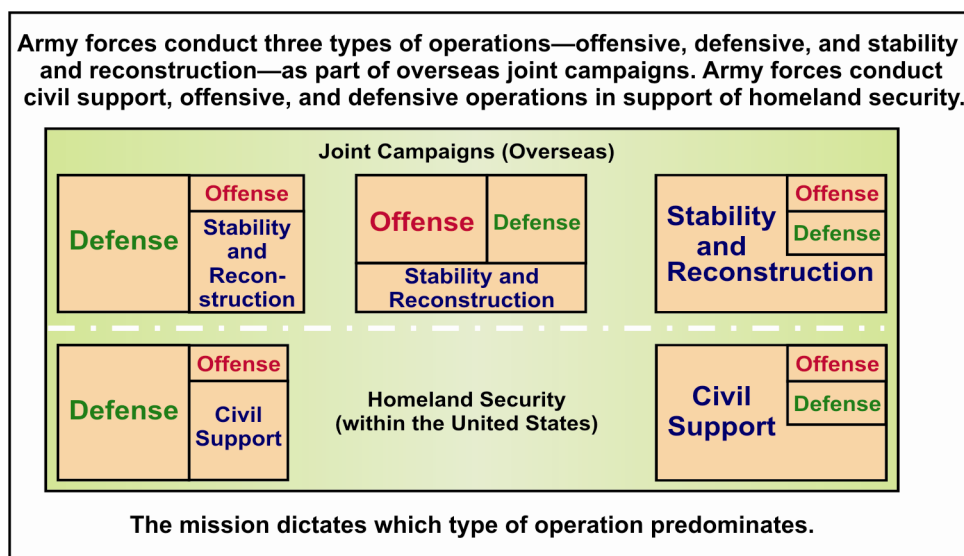 Army forces conduct three types of operations—offensive, defensive, and stability
and reconstruction—as part of overseas joint campaigns. Army forces conduct
civil support, offensive, and defensive operations in support of homeland security.
Joint Campaigns (Overseas)
Defense
Offense
Stability
and
Recon-
struction
Offense
Defense
Stability and
Reconstruction
Stability
and
Reconstruction
Offense
Defense
Defense
Offense
Civil
Support
Homeland Security
(within the United States)
Civil
Support
Offense
Defense
The mission dictates which type of operation predominates.